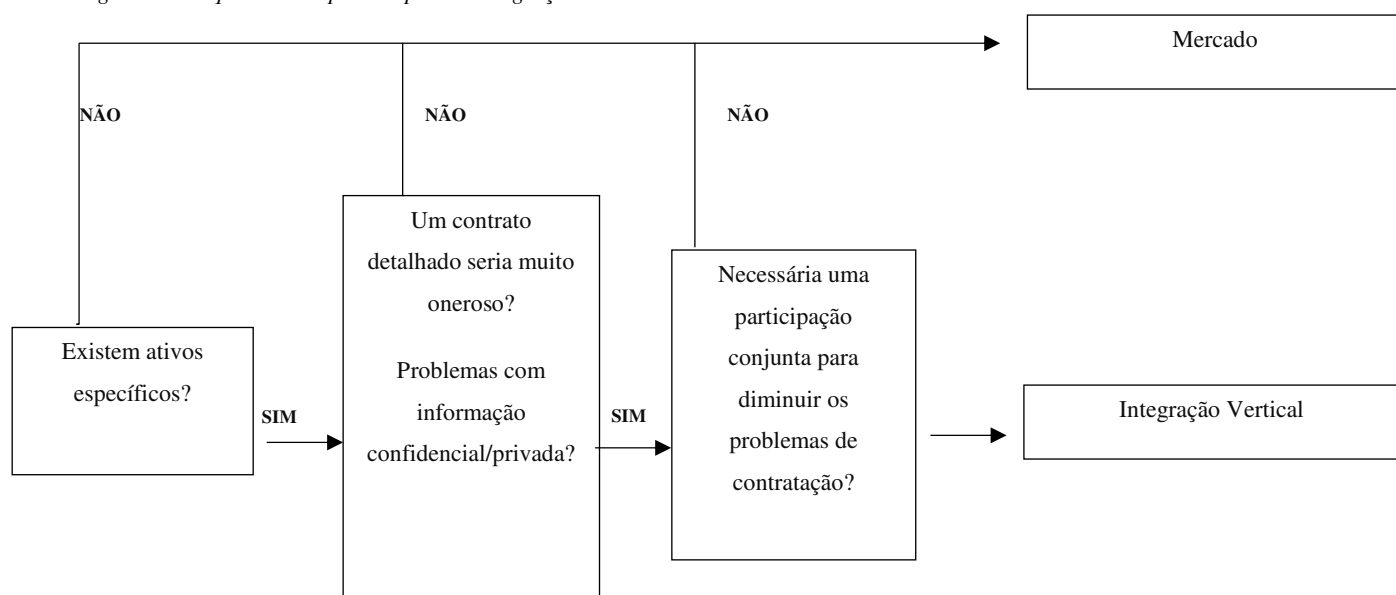 Mercado
NÃO
NÃO
NÃO
Um contrato
detalhado seria muito
oneroso?
Problemas com
informação
confidencial/privada?
Necessária uma
participação
conjunta para
diminuir os
problemas de
contratação?
Existem ativos
específicos?
SIM
SIM
Integração Vertical